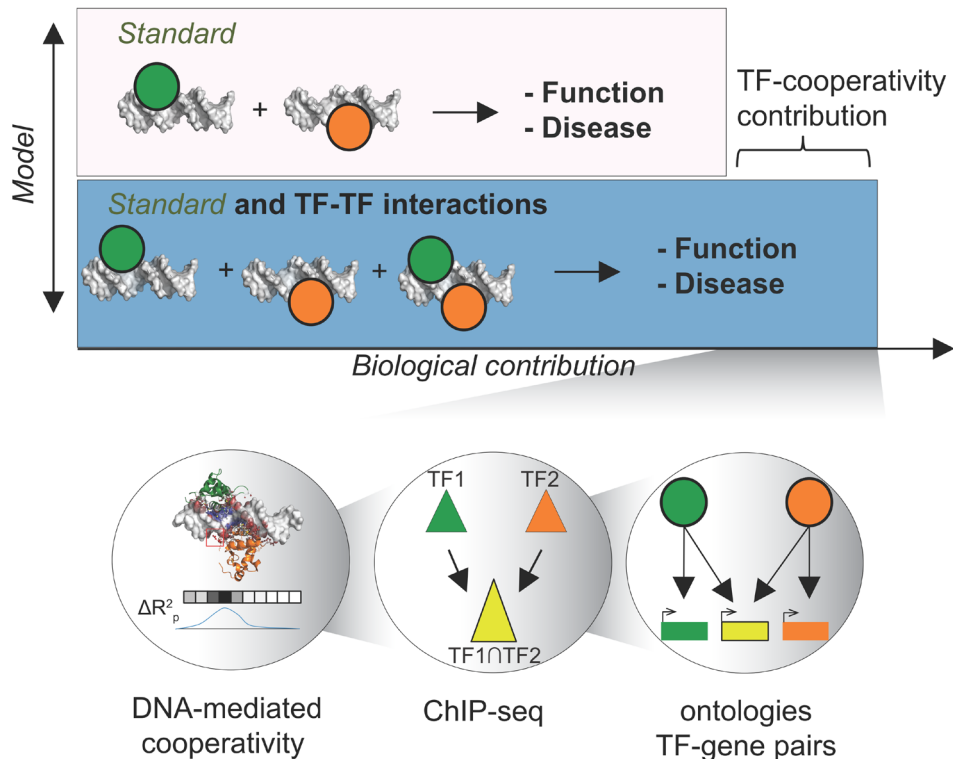 Model
Standard
+
- Function
- Disease
TF-cooperativity
contribution
Standard and TF-TF interactions
+
+
- Function
- Disease
Biological contribution
ΔR²p
DNA-mediated
cooperativity
TF1
TF2
TF1∩TF2
ChIP-seq
ontologies
TF-gene pairs